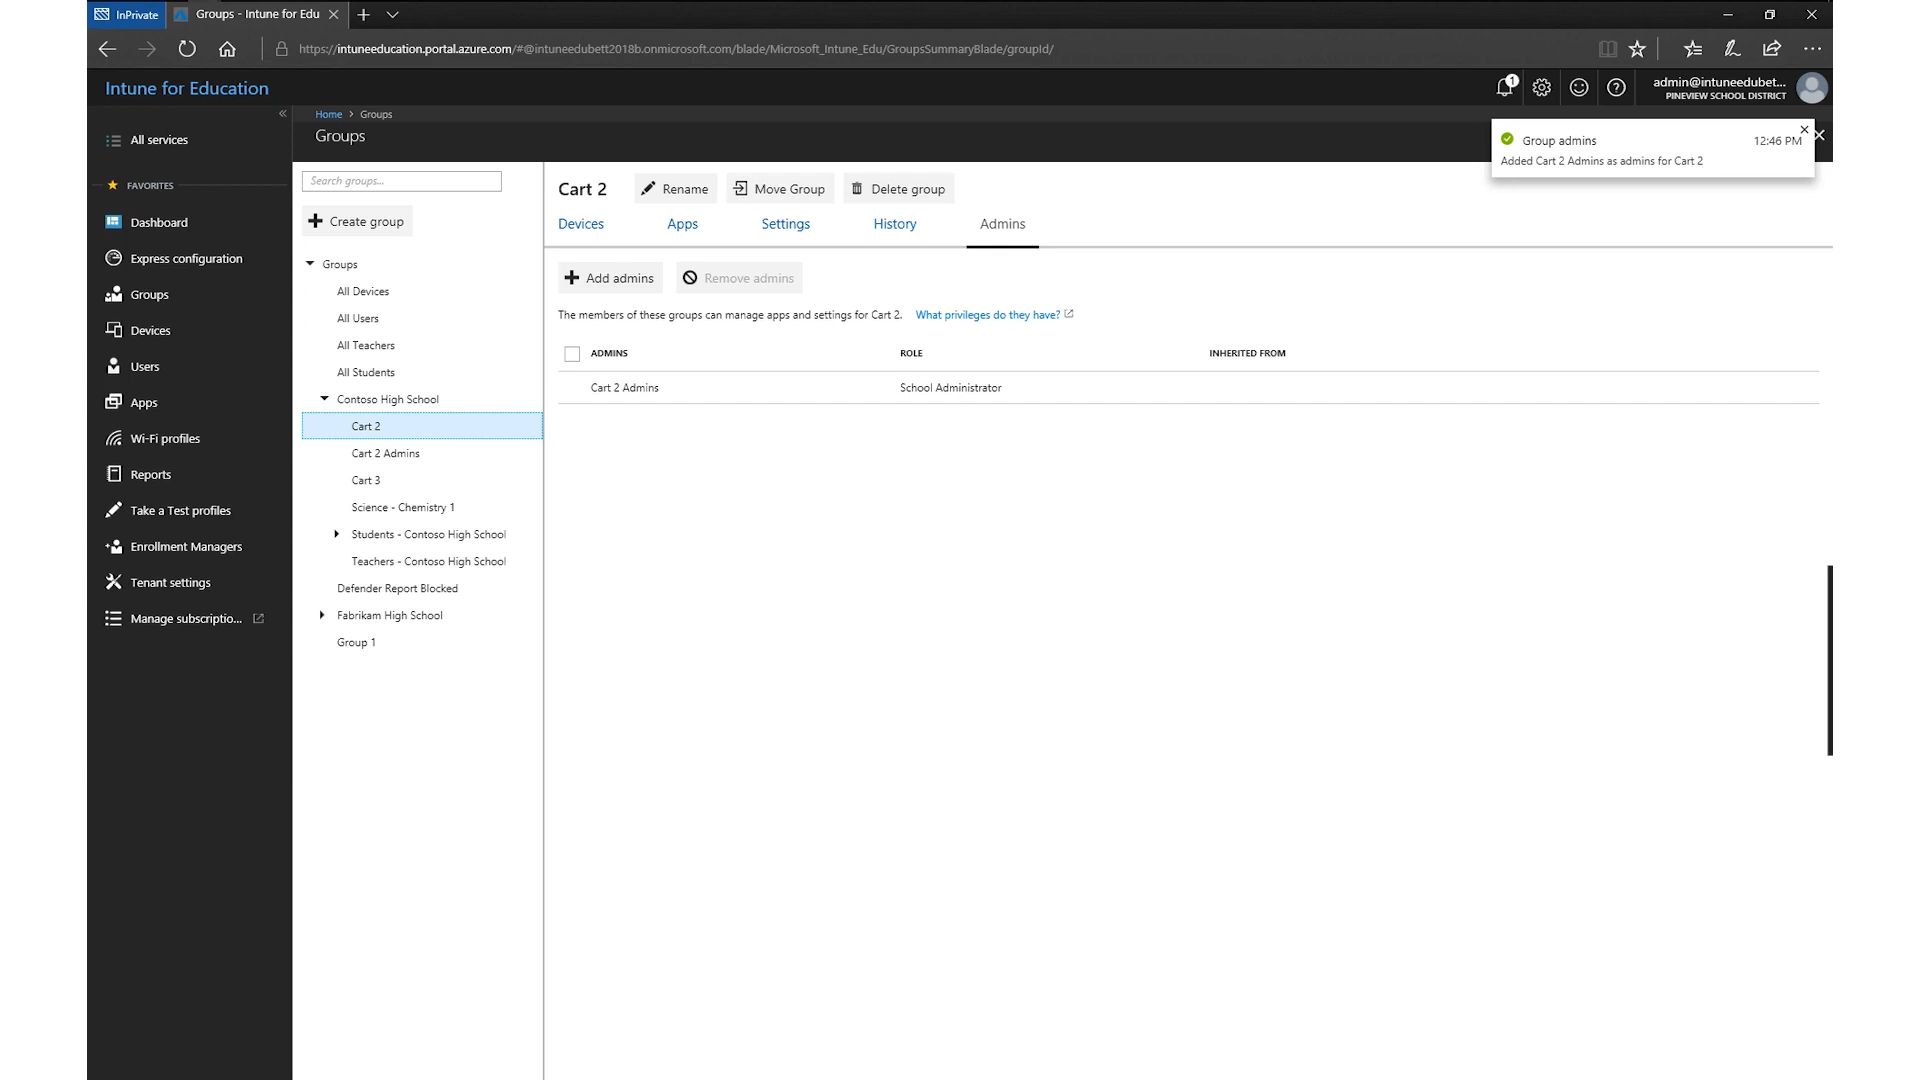 InPrivate
Groups - Intune for Edu
https://intuneeducation.portal.azure.com/#@intuneedubett2018b.onmicrosoft.com/blade/Microsoft_Intune_Edu/GroupsSummaryBlade/groupId/
Intune for Education
1
admin@intuneedubet...
PINEVIEW SCHOOL DISTRICT
All services
FAVORITES
Dashboard
Express configuration
Groups
Devices
Users
Apps
Wi-Fi profiles
Reports
Take a Test profiles
Enrollment Managers
Tenant settings
Manage subscriptio...
Home > Groups
Groups
Search groups...
Create group
Groups
All Devices
All Users
All Teachers
All Students
Contoso High School
Cart 2
Cart 2 Admins
Cart 3
Science - Chemistry 1
Students - Contoso High School
Teachers - Contoso High School
Defender Report Blocked
Fabrikam High School
Group 1
Group admins 12:46 PM
Added Cart 2 Admins as admins for Cart 2
Cart 2 Rename Move Group Delete group
Devices Apps Settings History Admins
Add admins Remove admins
The members of these groups can manage apps and settings for Cart 2. What privileges do they have?
ADMINS ROLE INHERITED FROM
Cart 2 Admins School Administrator